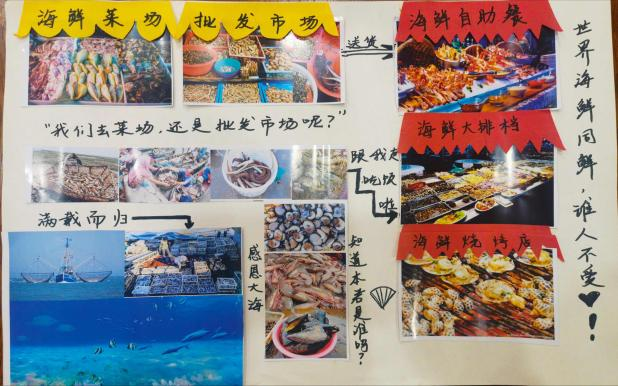 海鲜菜场
批发市场
送货
海鲜自助餐
"我们去菜场,还是批发市场呢?"
海鲜大排档
跟我走
吃饭
啦
满载而归
感恩大海
知道本君是谁吗?
海鲜烧烤店
世界海鲜同鲜,谁人不爱♥!